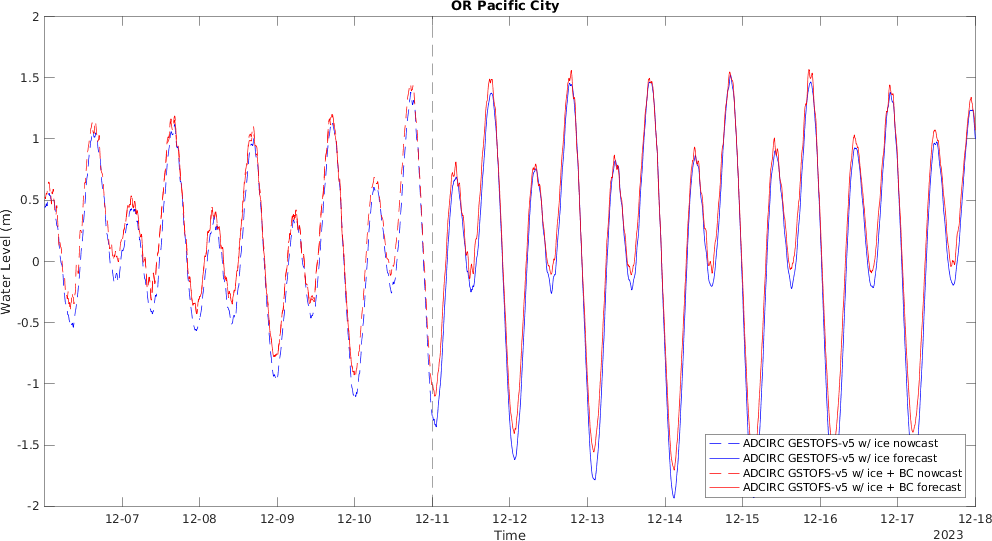 OR Pacific City
2
1.5
1
0.5
0
-0.5
-1
-1.5
-2
Water Level (m)
12-07 12-08 12-09 12-10 12-11 12-12 12-13 12-14 12-15 12-16 12-17 12-18
Time
2023
ADCIRC GESTOFS-v5 w/ ice nowcast
ADCIRC GESTOFS-v5 w/ ice forecast
ADCIRC GSTOFS-v5 w/ ice + BC nowcast
ADCIRC GSTOFS-v5 w/ ice + BC forecast